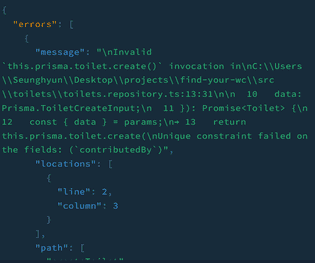 {
"errors": [
{
"message": "\nInvalid
`this.prisma.toilet.create()` invocation in\nC:\\Users
\\Seunghyun\\Desktop\\projects\\find-your-wc\\src
\\toilets\\toilets.repository.ts:13:31\n\n  10   data:
Prisma.ToiletCreateInput;\n  11 }): Promise<Toilet> {\n
12   const { data } = params;\n→ 13   return
this.prisma.toilet.create(\nUnique constraint failed on
the fields: (`contributedBy`)",
"locations": [
{
"line": 2,
"column": 3
}
],
"path": [